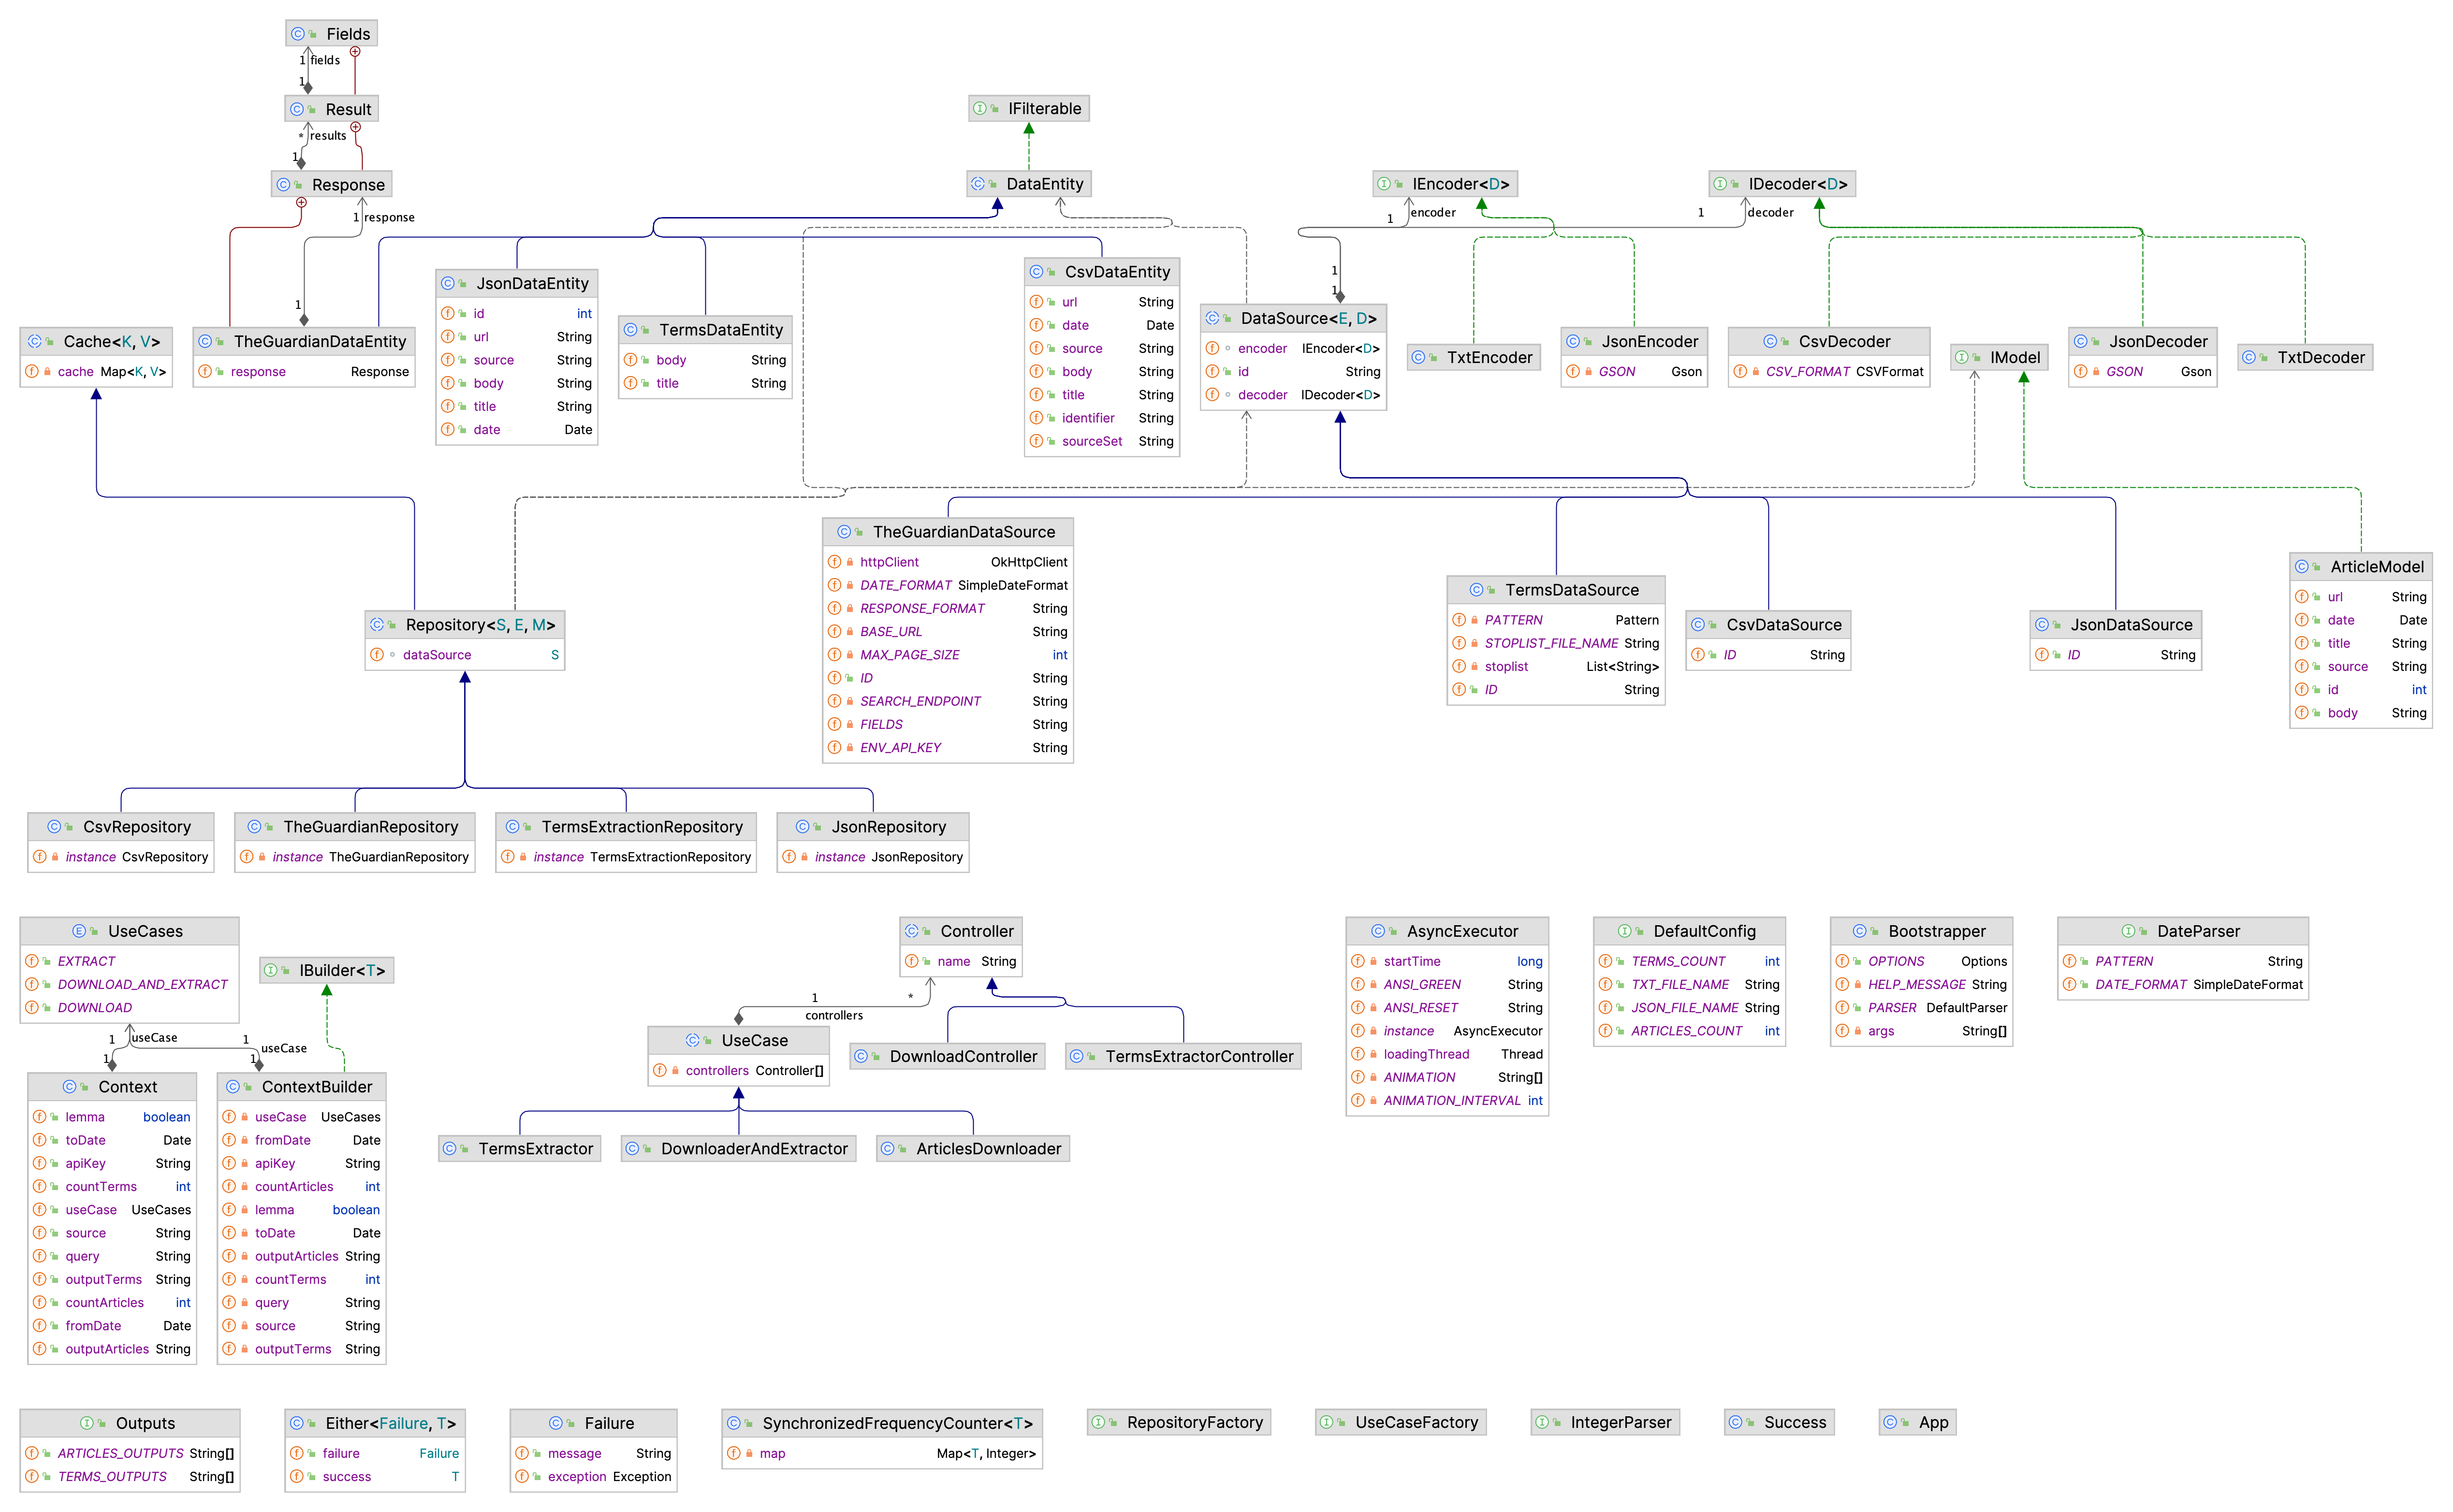 Fields
1 fields
1
Result
* results
1
Response
1 response
1
IFilterable
DataEntity
IEncoder<D>
IDecoder<D>
1 encoder
1 decoder
1
1
Cache<K, V>
cache Map<K, V>
TheGuardianDataEntity
response Response
JsonDataEntity
id int
url String
source String
body String
title String
date Date
TermsDataEntity
body String
title String
CsvDataEntity
url String
date Date
source String
body String
title String
identifier String
sourceSet String
DataSource<E, D>
encoder IEncoder<D>
id String
decoder IDecoder<D>
TxtEncoder
JsonEncoder
GSON Gson
CsvDecoder
CSV_FORMAT CSVFormat
IModel
JsonDecoder
GSON Gson
TxtDecoder
Repository<S, E, M>
dataSource S
TheGuardianDataSource
httpClient OkHttpClient
DATE_FORMAT SimpleDateFormat
RESPONSE_FORMAT String
BASE_URL String
MAX_PAGE_SIZE int
ID String
SEARCH_ENDPOINT String
FIELDS String
ENV_API_KEY String
TermsDataSource
PATTERN Pattern
STOPLIST_FILE_NAME String
stoplist List<String>
ID String
CsvDataSource
ID String
JsonDataSource
ID String
ArticleModel
url String
date Date
title String
source String
id int
body String
CsvRepository
instance CsvRepository
TheGuardianRepository
instance TheGuardianRepository
TermsExtractionRepository
instance TermsExtractionRepository
JsonRepository
instance JsonRepository
UseCases
EXTRACT
DOWNLOAD_AND_EXTRACT
DOWNLOAD
IBuilder<T>
1 useCase
1
1 useCase
1
Context
lemma boolean
toDate Date
apiKey String
countTerms int
useCase UseCases
source String
query String
outputTerms String
countArticles int
fromDate Date
outputArticles String
ContextBuilder
useCase UseCases
fromDate Date
apiKey String
countArticles int
lemma boolean
toDate Date
outputArticles String
countTerms int
query String
source String
outputTerms String
Controller
name String
1 *
controllers
UseCase
controllers Controller[]
DownloadController
TermsExtractorController
TermsExtractor
DownloaderAndExtractor
ArticlesDownloader
AsyncExecutor
startTime long
ANSI_GREEN String
ANSI_RESET String
instance AsyncExecutor
loadingThread Thread
ANIMATION String[]
ANIMATION_INTERVAL int
DefaultConfig
TERMS_COUNT int
TXT_FILE_NAME String
JSON_FILE_NAME String
ARTICLES_COUNT int
Bootstrapper
OPTIONS Options
HELP_MESSAGE String
PARSER DefaultParser
args String[]
DateParser
PATTERN String
DATE_FORMAT SimpleDateFormat
Outputs
ARTICLES_OUTPUTS String[]
TERMS_OUTPUTS String[]
Either<Failure, T>
failure Failure
success T
Failure
message String
exception Exception
SynchronizedFrequencyCounter<T>
map Map<T, Integer>
RepositoryFactory
UseCaseFactory
IntegerParser
Success
App